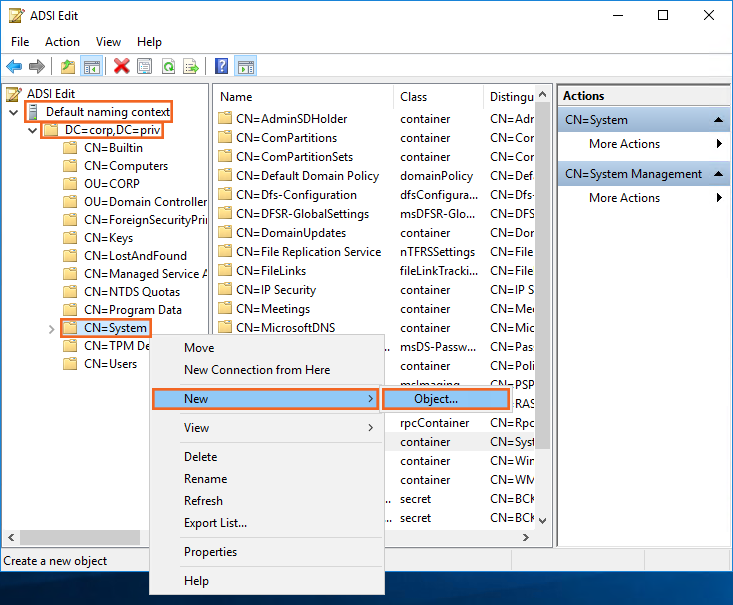 ADSI Edit
File Action View Help
ADSI Edit
Default naming context
DC=corp,DC=priv
CN=Builtin
CN=Computers
OU=CORP
OU=Domain Controller
CN=ForeignSecurityPrin
CN=Keys
CN=LostAndFound
CN=Managed Service A
CN=NTDS Quotas
CN=Program Data
CN=System
CN=TPM De
CN=Users
Name Class Distingu
CN=AdminSDHolder container CN=Adn
CN=ComPartitions container CN=Cor
CN=ComPartitionSets container CN=Cor
CN=Default Domain Policy domainPolicy CN=Def
CN=Dfs-Configuration dfsConfigura... CN=Dfs
CN=DFSR-GlobalSettings msDFSR-Glo... CN=DFS
CN=DomainUpdates container CN=Dor
CN=File Replication Service nTFRSSettings CN=File
CN=FileLinks fileLinkTracki... CN=File
CN=IP Security container CN=IP S
CN=Meetings container CN=Me
CN=MicrosoftDNS container CN=Mic
msDS-Passw... CN=Pas
container CN=Poli
msImaging... CN=PSP
CN=RAS
rpcContainer CN=Rpc
container CN=Syst
container CN=Win
container CN=WM
secret CN=BCK
secret CN=BCK
Move
New Connection from Here
New
Object...
View
Delete
Rename
Refresh
Export List...
Properties
Help
Actions
CN=System
More Actions
CN=System Management
More Actions
Create a new object